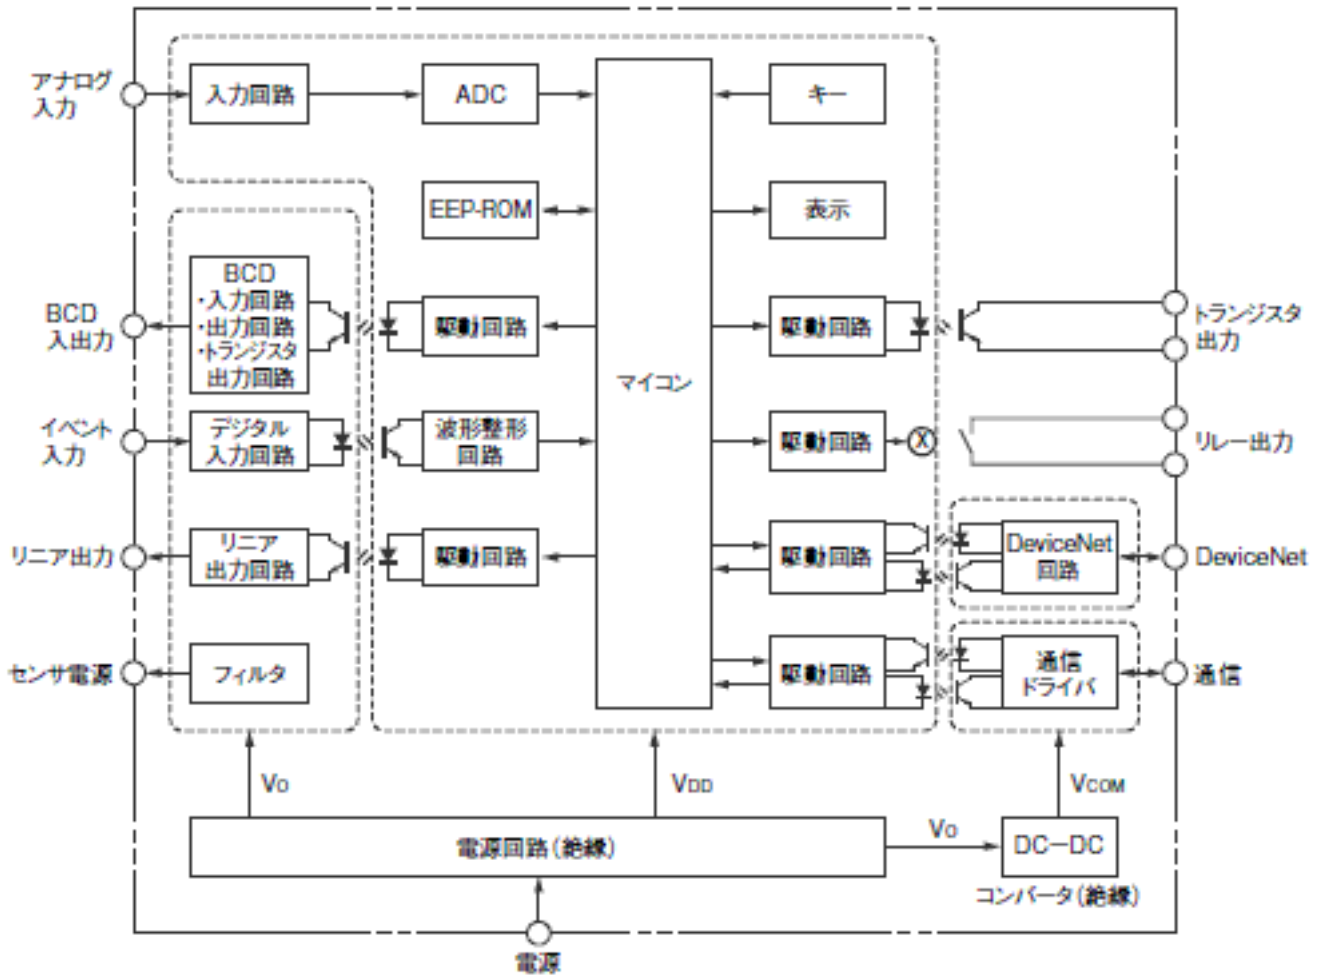 アナログ
入力
入力回路
ADC
キー
EEP-ROM
表示
マイコン
BCD
入出力
BCD
・入力回路
・出力回路
・トランジスタ
出力回路
駆動回路
駆動回路
トランジスタ
出力
イベント
入力
デジタル
入力回路
波形整形
回路
駆動回路
X
リレー出力
リニア出力
リニア
出力回路
駆動回路
駆動回路
DeviceNet
回路
DeviceNet
センサ電源
フィルタ
駆動回路
通信
ドライバ
通信
VO
VDD
VCOM
電源回路(絶縁)
VO
DC－DC
コンバータ(絶縁)
電源